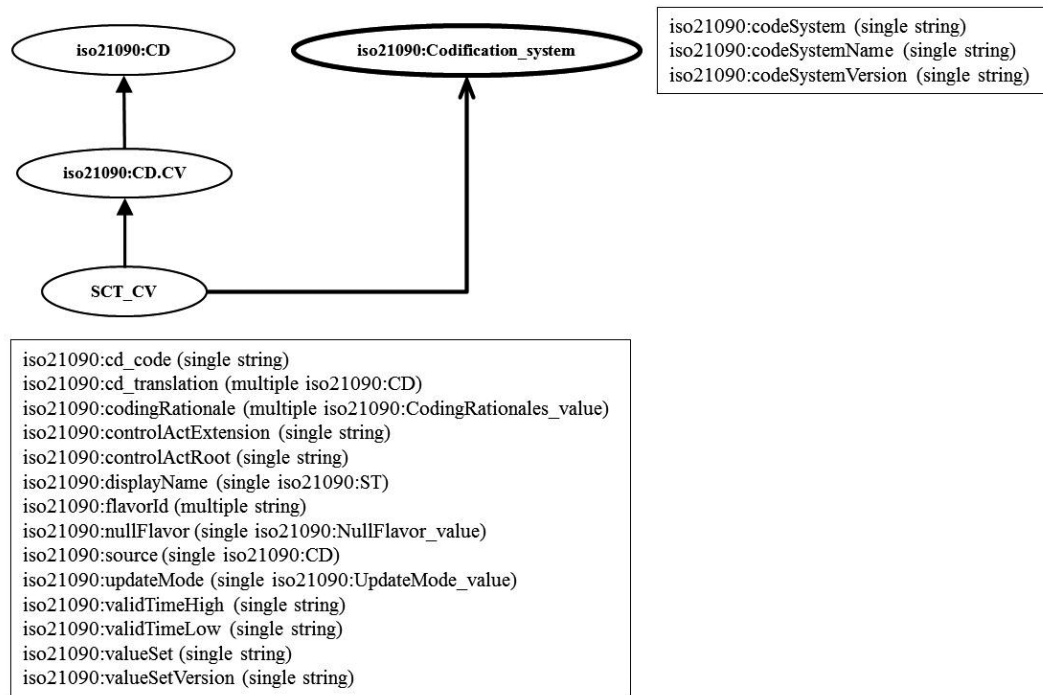 iso21090:CD
iso21090:Codification_system
iso21090:codeSystem (single string)
iso21090:codeSystemName (single string)
iso21090:codeSystemVersion (single string)
iso21090:CD.CV
SCT_CV
iso21090:cd_code (single string)
iso21090:cd_translation (multiple iso21090:CD)
iso21090:codingRationale (multiple iso21090:CodingRationales_value)
iso21090:controlActExtension (single string)
iso21090:controlActRoot (single string)
iso21090:displayName (single iso21090:ST)
iso21090:flavorId (multiple string)
iso21090:nullFlavor (single iso21090:NullFlavor_value)
iso21090:source (single iso21090:CD)
iso21090:updateMode (single iso21090:UpdateMode_value)
iso21090:validTimeHigh (single string)
iso21090:validTimeLow (single string)
iso21090:valueSet (single string)
iso21090:valueSetVersion (single string)